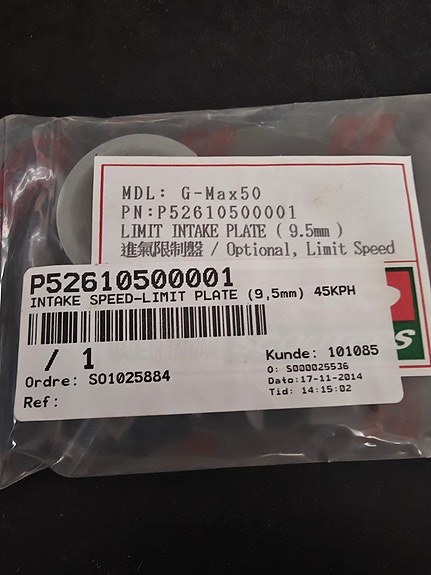 MDL: G-Max50
PN:P52610500001
LIMIT INTAKE PLATE ( 9.5mm )
進氣限制盤 / Optional, Limit Speed
P52610500001
INTAKE SPEED-LIMIT PLATE (9,5mm) 45KPH
/ 1
Kunde: 101085
Ordre: SO1025884
O: SO00025536
Dato:17-11-2014
Ref:
Tid: 14:15:02